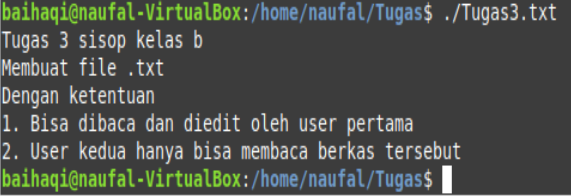 baihaqi@naufal-VirtualBox:/home/naufal/Tugas$ ./Tugas3.txt
Tugas 3 sisop kelas b
Membuat file .txt
Dengan ketentuan
1. Bisa dibaca dan diedit oleh user pertama
2. User kedua hanya bisa membaca berkas tersebut
baihaqi@naufal-VirtualBox:/home/naufal/Tugas$